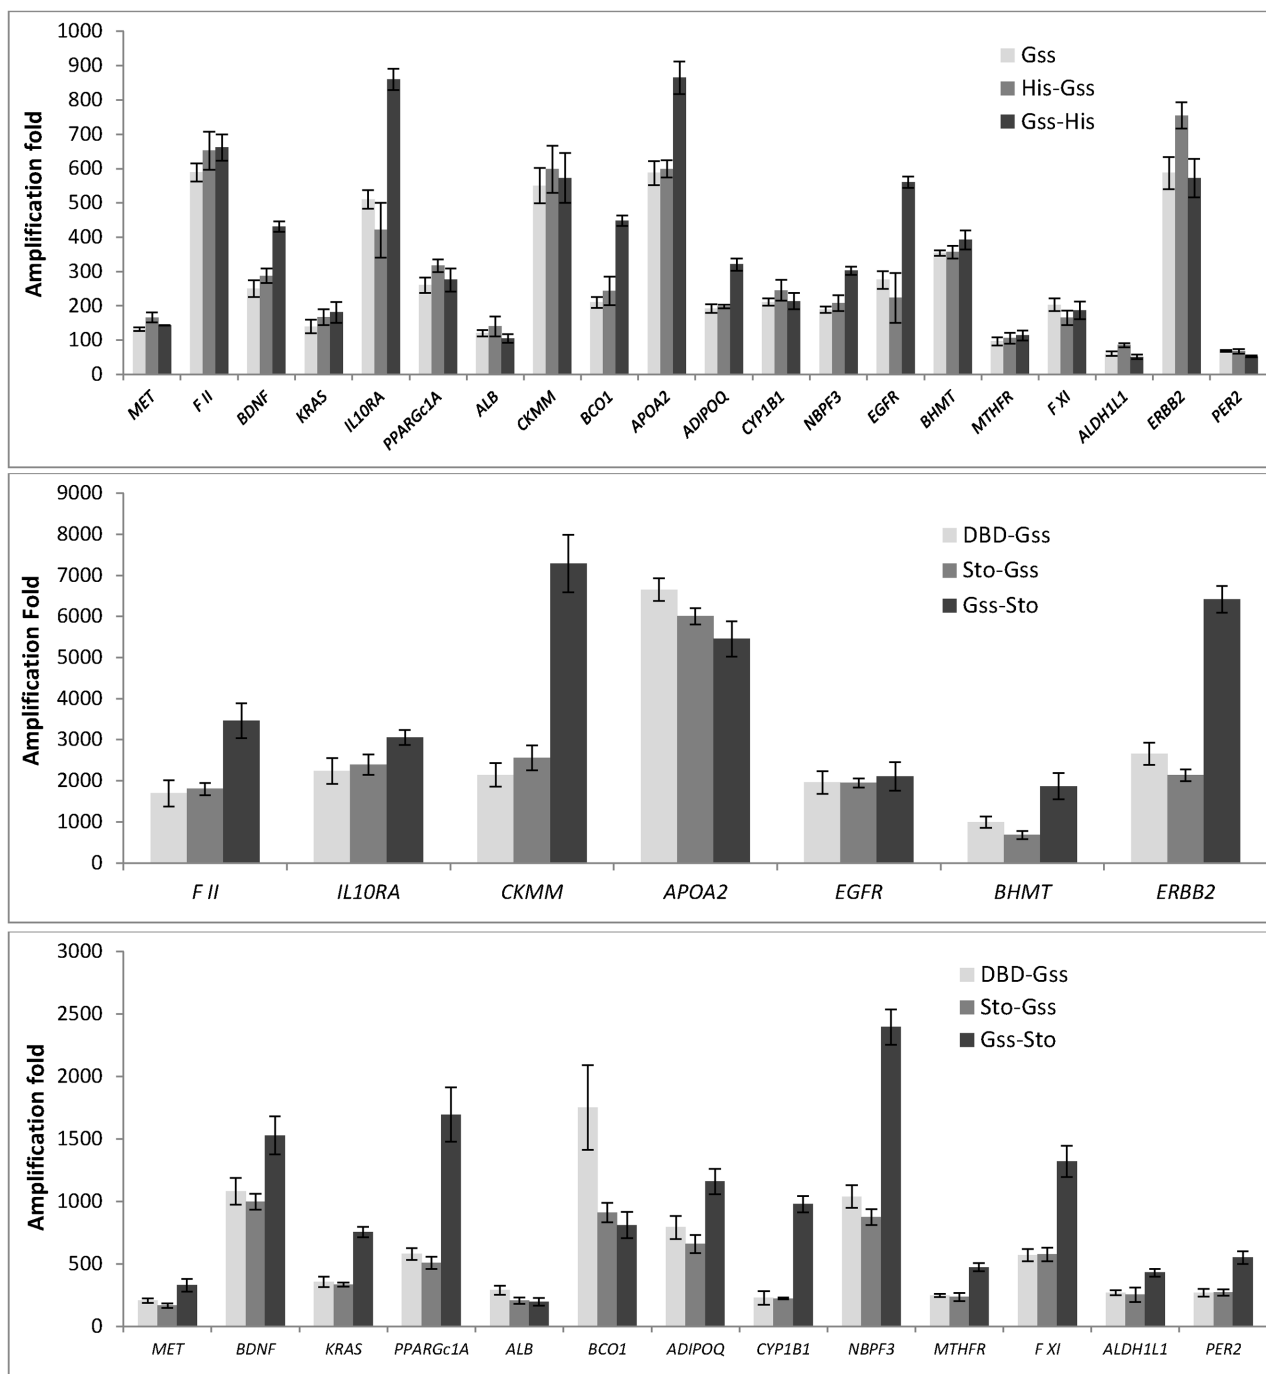 1000
900
800
700
600
500
400
300
200
100
0
Amplification fold
Gss
His-Gss
Gss-His
MET F II BDNF KRAS IL10RA PPARGc1A ALB CKMM BCO1 APOA2 ADIPOQ CYP1B1 NBPF3 EGFR BHMT MTHFR F XI ALDH1L1 ERBB2 PER2
9000
8000
7000
6000
5000
4000
3000
2000
1000
0
Amplification Fold
DBD-Gss
Sto-Gss
Gss-Sto
F II IL10RA CKMM APOA2 EGFR BHMT ERBB2
3000
2500
2000
1500
1000
500
0
Amplification fold
DBD-Gss
Sto-Gss
Gss-Sto
MET BDNF KRAS PPARGc1A ALB BCO1 ADIPOQ CYP1B1 NBPF3 MTHFR F XI ALDH1L1 PER2